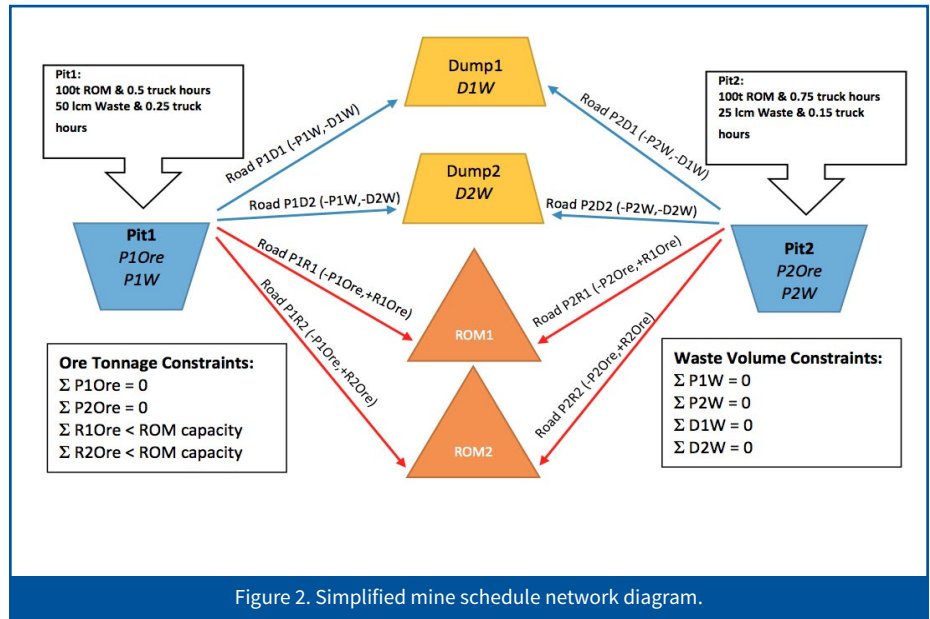 Pit1:
100t ROM & 0.5 truck hours
50 lcm Waste & 0.25 truck
hours
Dump1
D1W
Pit2:
100t ROM & 0.75 truck hours
25 lcm Waste & 0.15 truck
hours
Road P1D1 (-P1W,-D1W)
Road P2D1 (-P2W,-D1W)
Dump2
D2W
Road P1D2 (-P1W,-D2W)
Road P2D2 (-P2W,-D2W)
Pit1
P1Ore
P1W
Pit2
P2Ore
P2W
Road P1R1 (-P1Ore,+R1Ore)
Road P2R1 (-P2Ore,+R1Ore)
Road P1R2 (-P1Ore,+R2Ore)
Road P2R2 (-P2Ore,+R2Ore)
ROM1
ROM2
Ore Tonnage Constraints:
Σ P1Ore = 0
Σ P2Ore = 0
Σ R1Ore < ROM capacity
Σ R2Ore < ROM capacity
Waste Volume Constraints:
Σ P1W = 0
Σ P2W = 0
Σ D1W = 0
Σ D2W = 0
Figure 2. Simplified mine schedule network diagram.